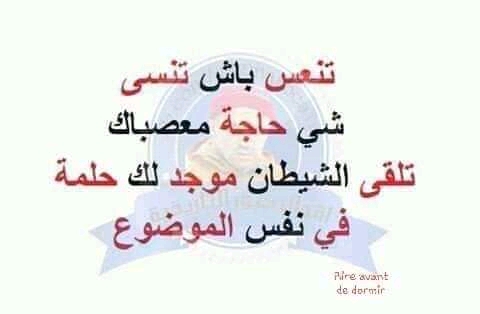 تنعس باش تنسى
شي حاجة معصباك
تلقى الشيطان موجد لك حلمة
في نفس الموضوع
Rire avant
de dormir